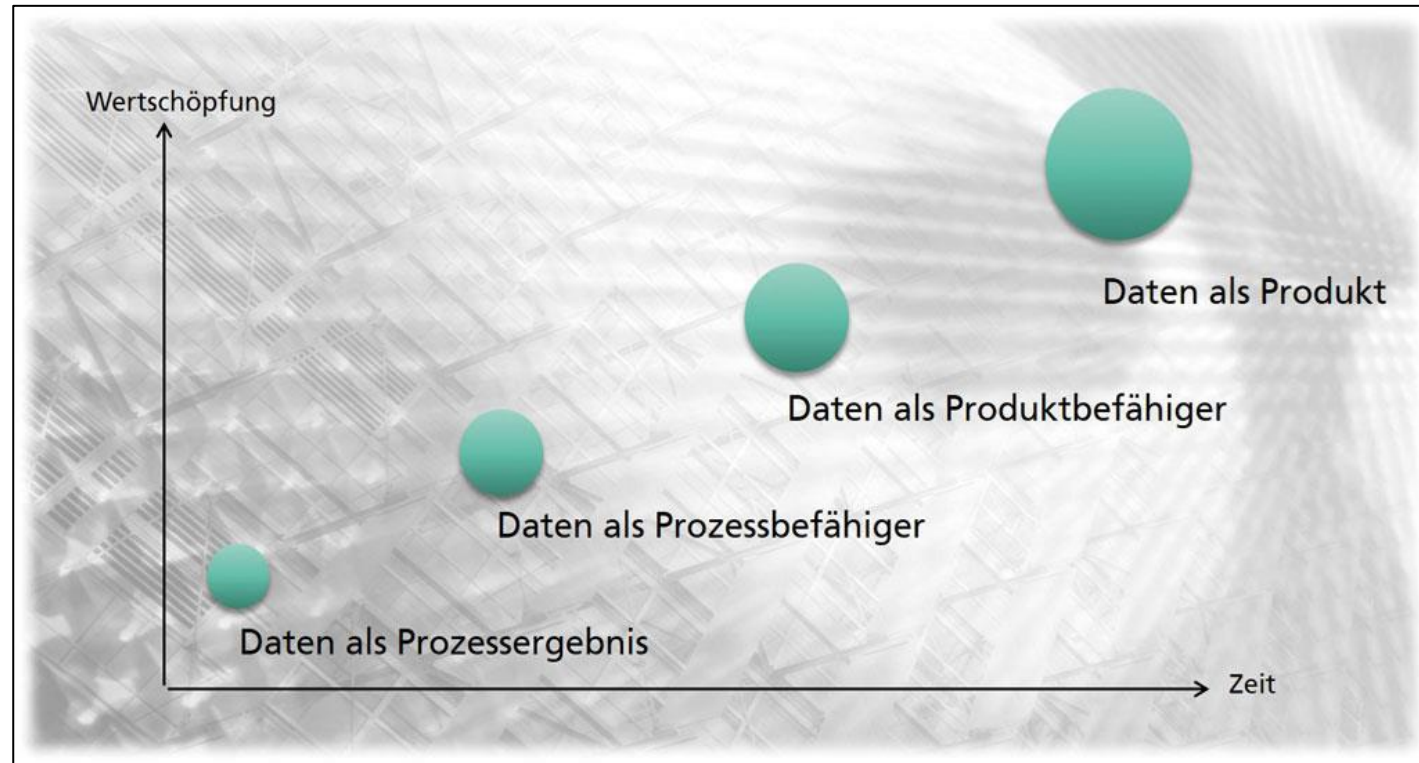 Wertschöpfung
Daten als Produkt
Daten als Produktbefähiger
Daten als Prozessbefähiger
Daten als Prozessergebnis
Zeit